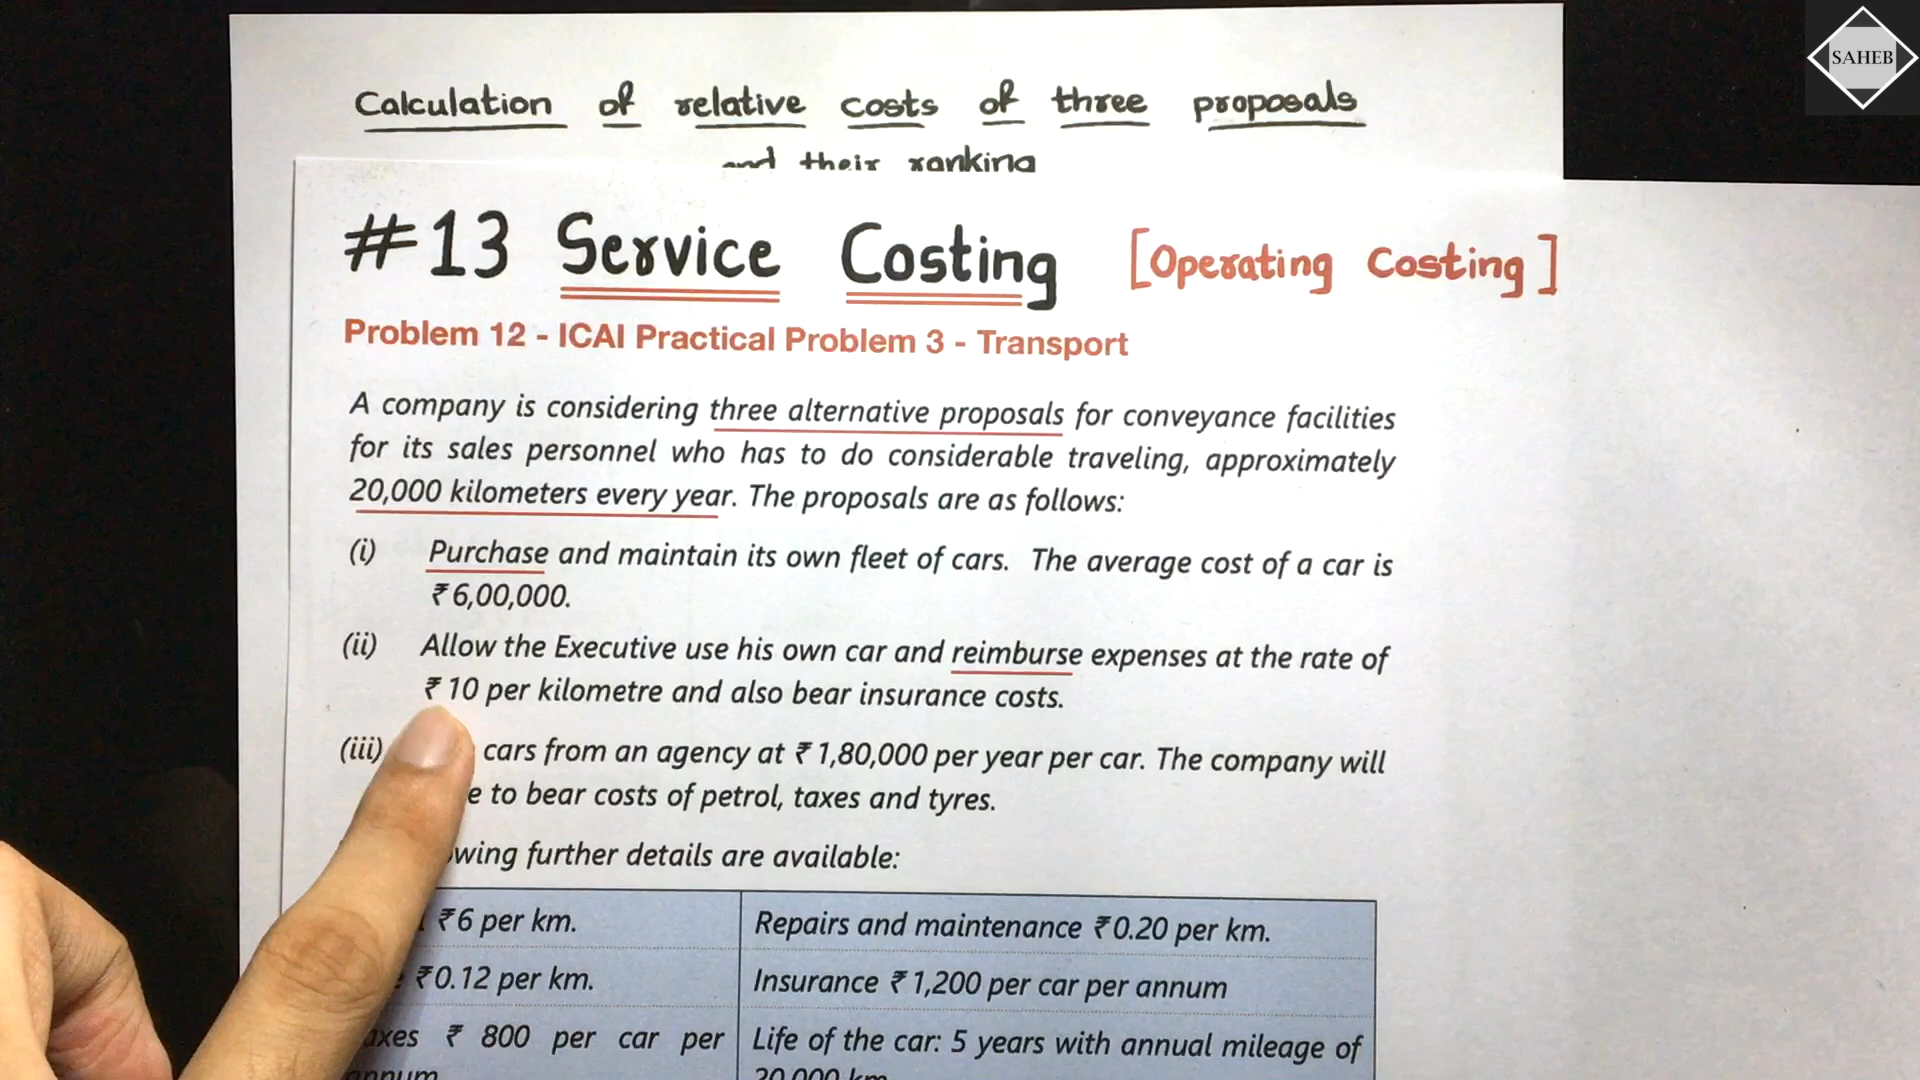 SAHEB
Calculation of relative costs of three proposals
and their ranking
#13 Service Costing [Operating Costing]
Problem 12 - ICAI Practical Problem 3 - Transport
A company is considering three alternative proposals for conveyance facilities
for its sales personnel who has to do considerable traveling, approximately
20,000 kilometers every year. The proposals are as follows:
(i) Purchase and maintain its own fleet of cars. The average cost of a car is
₹6,00,000.
(ii) Allow the Executive use his own car and reimburse expenses at the rate of
₹10 per kilometre and also bear insurance costs.
(iii) cars from an agency at ₹1,80,000 per year per car. The company will
to bear costs of petrol, taxes and tyres.
further details are available:
₹6 per km. Repairs and maintenance ₹0.20 per km.
₹0.12 per km. Insurance ₹1,200 per car per annum
₹ 800 per car per Life of the car: 5 years with annual mileage of
annum 20,000 km